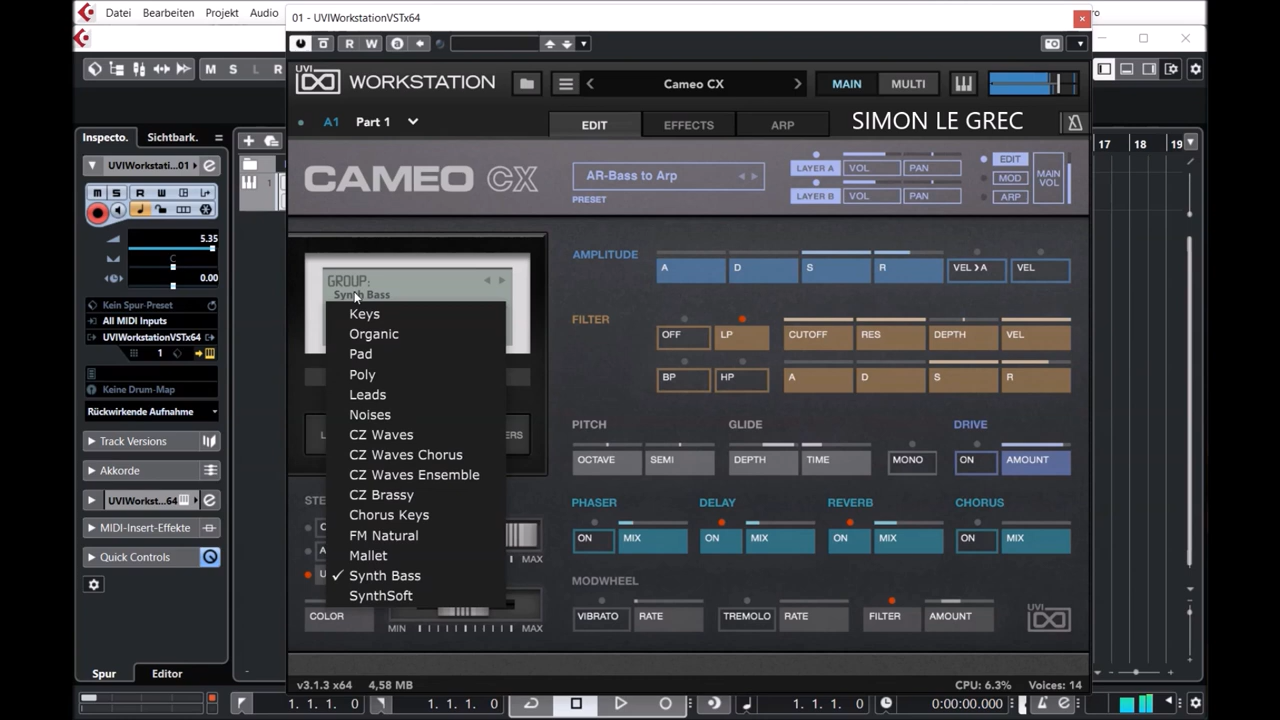 Datei Bearbeiten Projekt Audio
01 - UVIWorkstationVSTx64
R W
M S L
UVI WORKSTATION
Cameo CX
MAIN MULTI
A1 Part 1
EDIT EFFECTS ARP
SIMON LE GREC
Inspecto. Sichtbark.
17 18 19
UVIWorkstati...01
m S R W
5.35
C
0.00
Kein Spur-Preset
All MIDI Inputs
UVIWorkstationVSTx64
1
Keine Drum-Map
Rückwirkende Aufnahme
Track Versions
Akkorde
UVIWorkst...64
MIDI-Insert-Effekte
Quick Controls
Spur Editor
CAMEO CX
AR-Bass to Arp
PRESET
LAYER A VOL PAN
LAYER B VOL PAN
EDIT
MOD
ARP
MAIN VOL
GROUP:
Synth Bass
Keys
Organic
Pad
Poly
Leads
Noises
CZ Waves
CZ Waves Chorus
CZ Waves Ensemble
CZ Brassy
Chorus Keys
FM Natural
Mallet
Synth Bass
SynthSoft
MAX
COLOR
MIN MAX
AMPLITUDE
A D S R VEL>A VEL
FILTER
OFF LP CUTOFF RES DEPTH VEL
BP HP A D S R
PITCH GLIDE DRIVE
OCTAVE SEMI DEPTH TIME MONO ON AMOUNT
PHASER DELAY REVERB CHORUS
ON MIX ON MIX ON MIX ON MIX
MODWHEEL
VIBRATO RATE TREMOLO RATE FILTER AMOUNT
UVI
v3.1.3 x64 4,58 MB CPU: 6.3% Voices: 14
1. 1. 1. 0 1. 1. 1. 0 1. 1. 1. 0 0:00:00.000